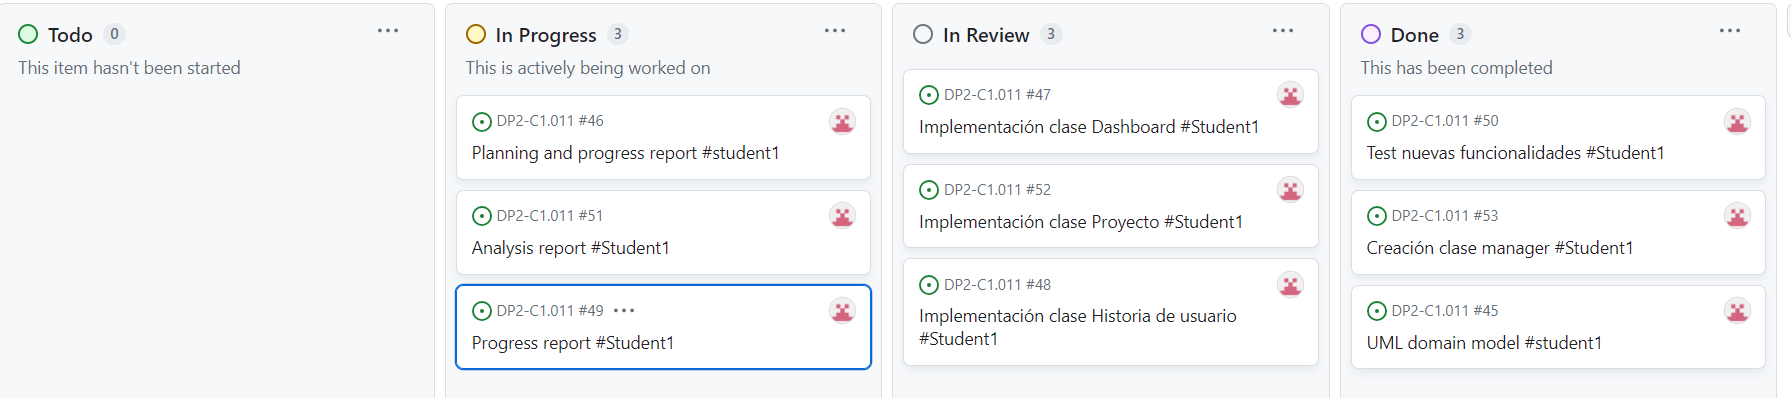 Todo 0
This item hasn't been started
In Progress 3
This is actively being worked on
DP2-C1.011 #46
Planning and progress report #student1
DP2-C1.011 #51
Analysis report #Student1
DP2-C1.011 #49
Progress report #Student1
In Review 3
DP2-C1.011 #47
Implementación clase Dashboard #Student1
DP2-C1.011 #52
Implementación clase Proyecto #Student1
DP2-C1.011 #48
Implementación clase Historia de usuario
#Student1
Done 3
This has been completed
DP2-C1.011 #50
Test nuevas funcionalidades #Student1
DP2-C1.011 #53
Creación clase manager #Student1
DP2-C1.011 #45
UML domain model #student1